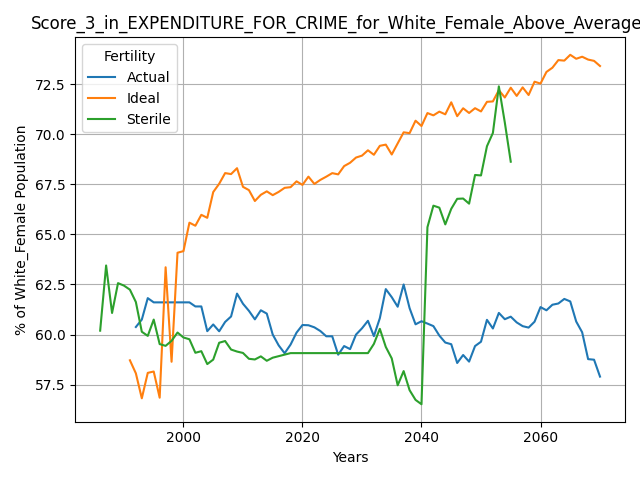 Score_3_in_EXPENDITURE_FOR_CRIME_for_White_Female_Above_Average
Fertility
Actual
Ideal
Sterile
72.5
70.0
67.5
65.0
62.5
60.0
57.5
% of White_Female Population
2000 2020 2040 2060
Years